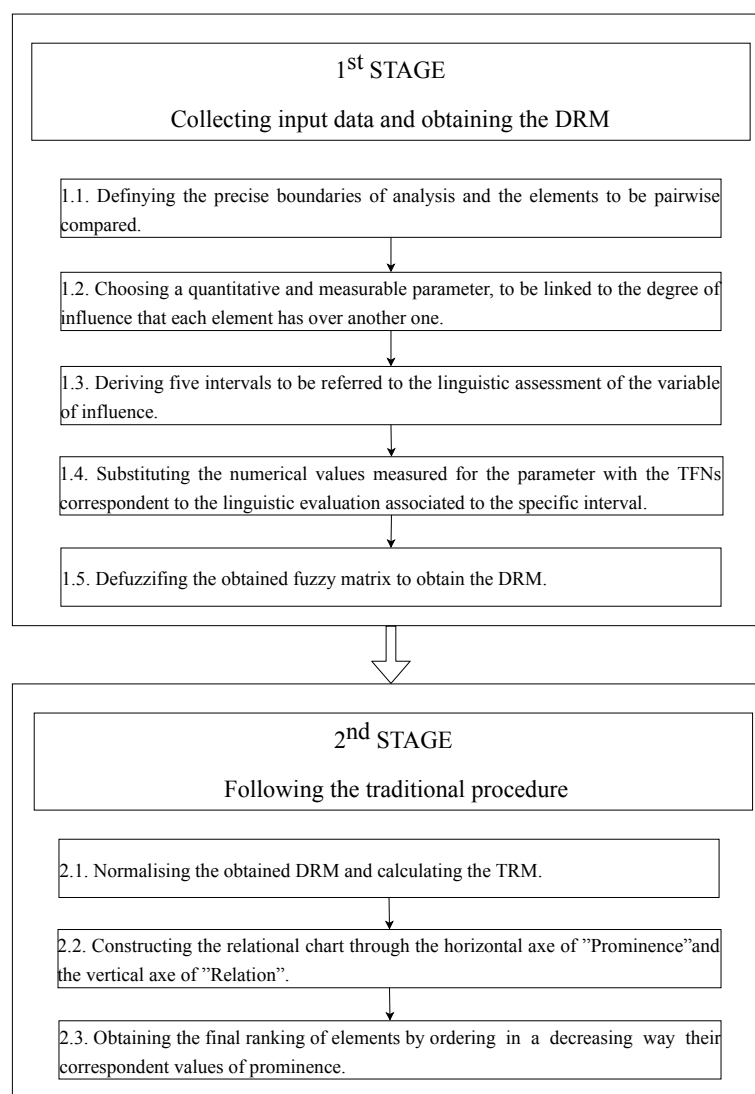 1st STAGE
Collecting input data and obtaining the DRM
1.1. Definying the precise boundaries of analysis and the elements to be pairwise
compared.
1.2. Choosing a quantitative and measurable parameter, to be linked to the degree of
influence that each element has over another one.
1.3. Deriving five intervals to be referred to the linguistic assessment of the variable
of influence.
1.4. Substituting the numerical values measured for the parameter with the TFNs
correspondent to the linguistic evaluation associated to the specific interval.
1.5. Defuzzifing the obtained fuzzy matrix to obtain the DRM.
2nd STAGE
Following the traditional procedure
2.1. Normalising the obtained DRM and calculating the TRM.
2.2. Constructing the relational chart through the horizontal axe of ”Prominence”and
the vertical axe of ”Relation”.
2.3. Obtaining the final ranking of elements by ordering in a decreasing way their
correspondent values of prominence.